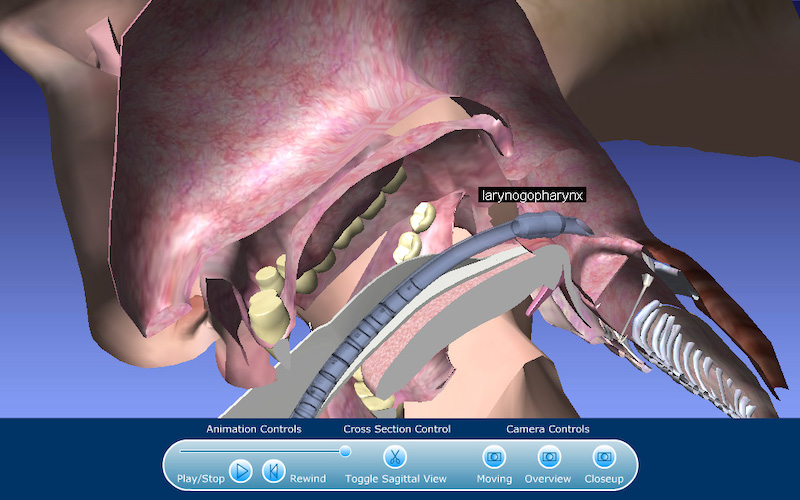 larynogopharynx
Animation Controls
Cross Section Control
Camera Controls
Play/Stop
Rewind
Toggle Sagittal View
Moving
Overview
Closeup